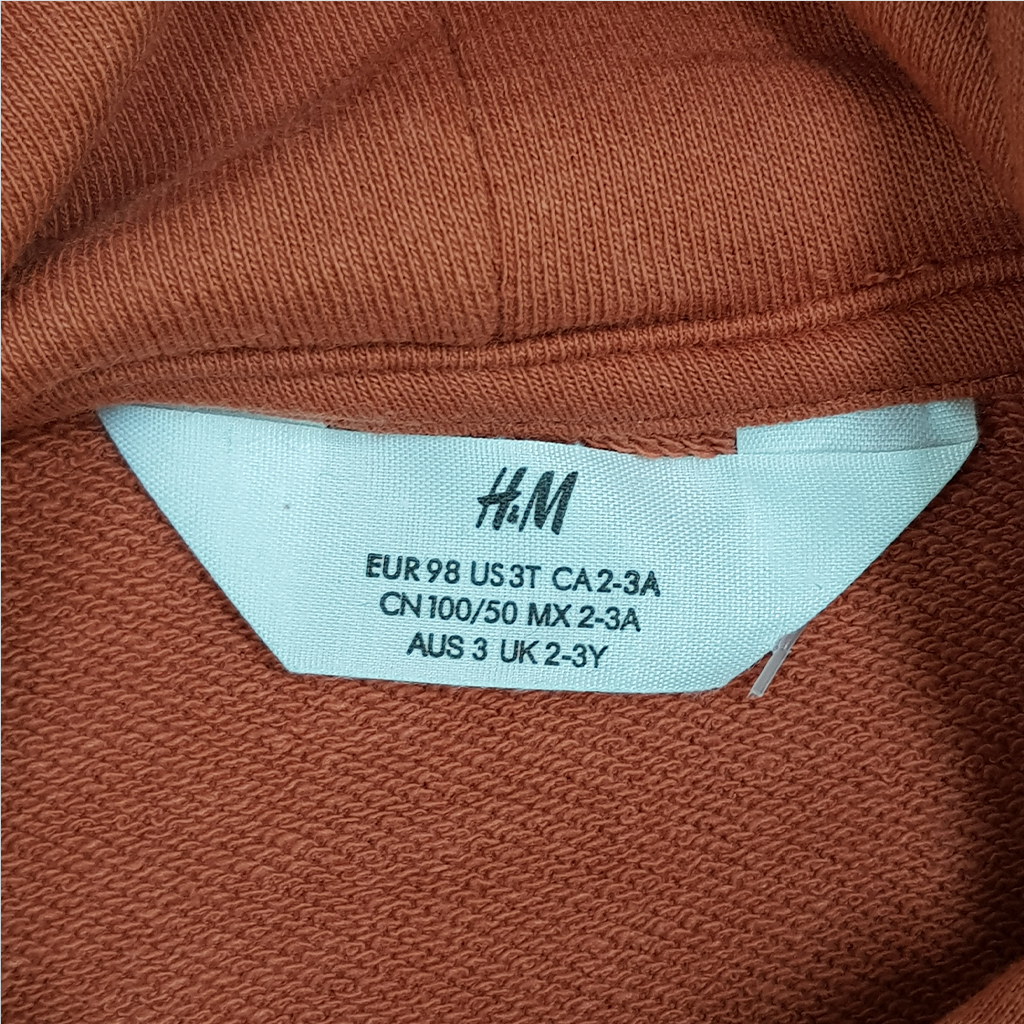 H&M
EUR 98 US 3T CA 2-3A
CN 100/50 MX 2-3A
AUS 3 UK 2-3Y